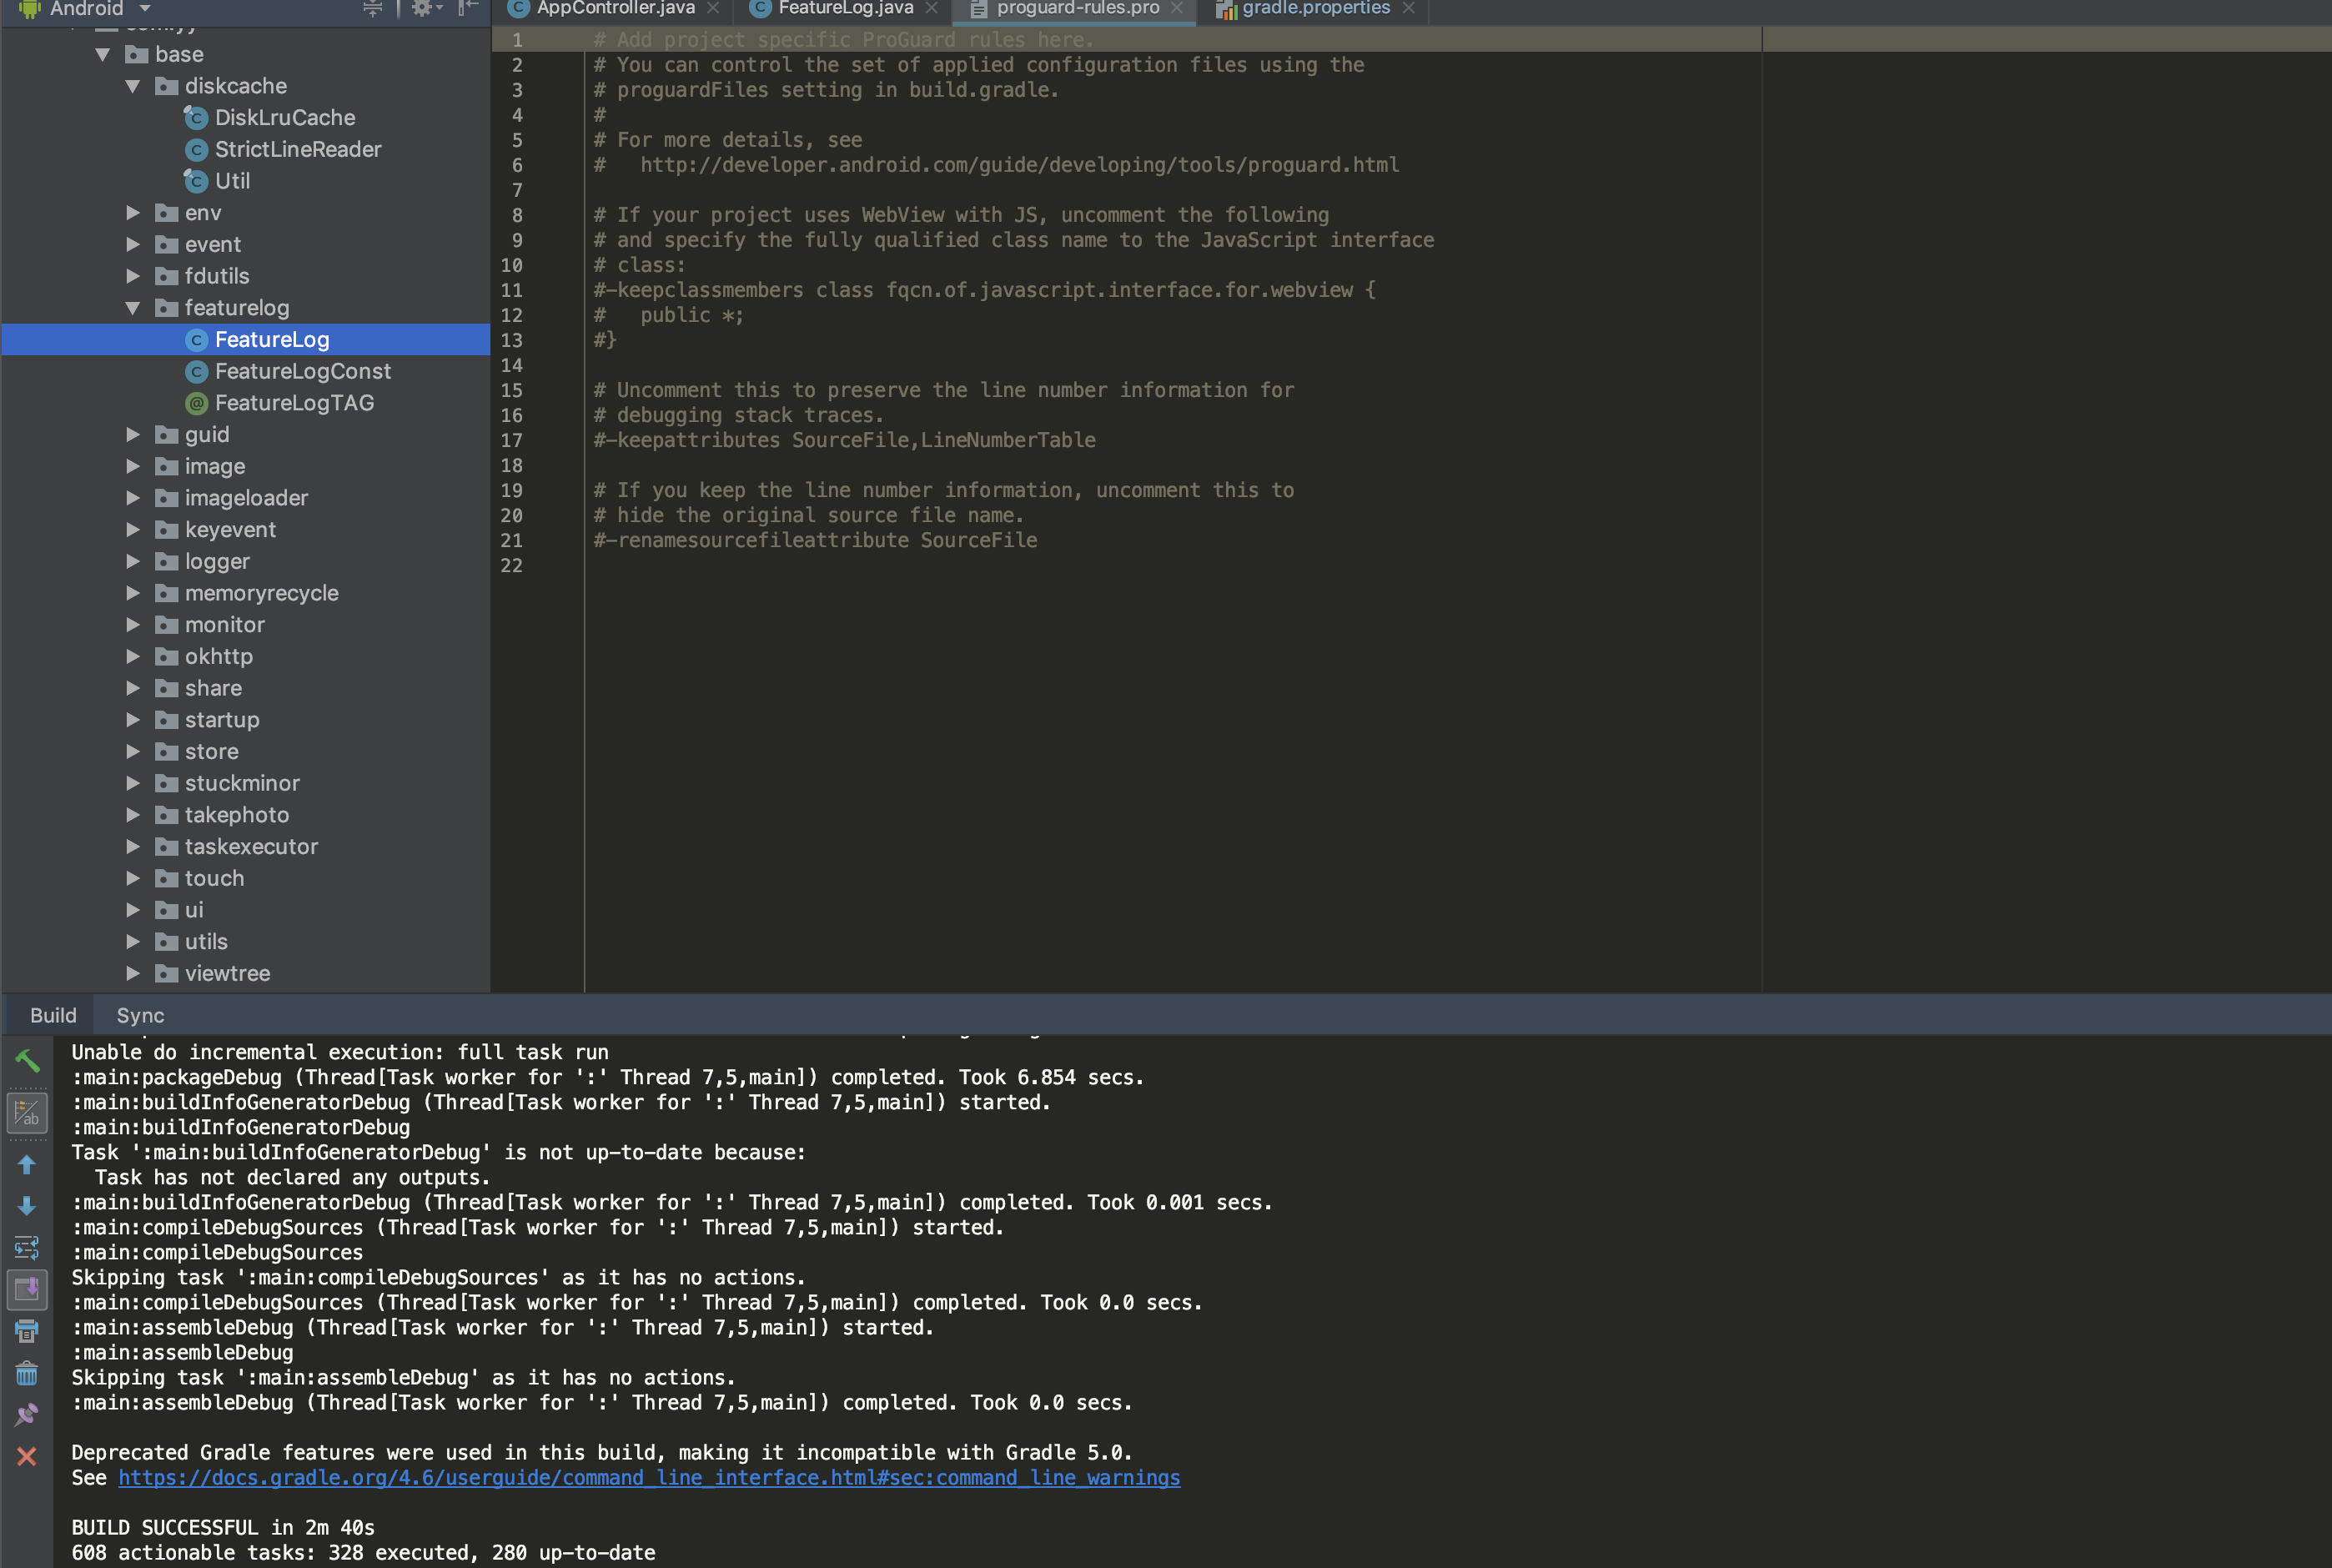 Android
AppController.java
FeatureLog.java
proguard-rules.pro
gradle.properties
base
diskcache
DiskLruCache
StrictLineReader
Util
env
event
fdutils
featurelog
FeatureLog
FeatureLogConst
FeatureLogTAG
guid
image
imageloader
keyevent
logger
memoryrecycle
monitor
okhttp
share
startup
store
stuckminor
takephoto
taskexecutor
touch
ui
utils
viewtree
1 # Add project specific ProGuard rules here.
2 # You can control the set of applied configuration files using the
3 # proguardFiles setting in build.gradle.
4 #
5 # For more details, see
6 #   http://developer.android.com/guide/developing/tools/proguard.html
7
8 # If your project uses WebView with JS, uncomment the following
9 # and specify the fully qualified class name to the JavaScript interface
10 # class:
11 #-keepclassmembers class fqcn.of.javascript.interface.for.webview {
12 #   public *;
13 #}
14
15 # Uncomment this to preserve the line number information for
16 # debugging stack traces.
17 #-keepattributes SourceFile,LineNumberTable
18
19 # If you keep the line number information, uncomment this to
20 # hide the original source file name.
21 #-renamesourcefileattribute SourceFile
22
Build Sync
Unable do incremental execution: full task run
:main:packageDebug (Thread[Task worker for ':' Thread 7,5,main]) completed. Took 6.854 secs.
:main:buildInfoGeneratorDebug (Thread[Task worker for ':' Thread 7,5,main]) started.
:main:buildInfoGeneratorDebug
Task ':main:buildInfoGeneratorDebug' is not up-to-date because:
  Task has not declared any outputs.
:main:buildInfoGeneratorDebug (Thread[Task worker for ':' Thread 7,5,main]) completed. Took 0.001 secs.
:main:compileDebugSources (Thread[Task worker for ':' Thread 7,5,main]) started.
:main:compileDebugSources
Skipping task ':main:compileDebugSources' as it has no actions.
:main:compileDebugSources (Thread[Task worker for ':' Thread 7,5,main]) completed. Took 0.0 secs.
:main:assembleDebug (Thread[Task worker for ':' Thread 7,5,main]) started.
:main:assembleDebug
Skipping task ':main:assembleDebug' as it has no actions.
:main:assembleDebug (Thread[Task worker for ':' Thread 7,5,main]) completed. Took 0.0 secs.
Deprecated Gradle features were used in this build, making it incompatible with Gradle 5.0.
See https://docs.gradle.org/4.6/userguide/command_line_interface.html#sec:command_line_warnings
BUILD SUCCESSFUL in 2m 40s
608 actionable tasks: 328 executed, 280 up-to-date